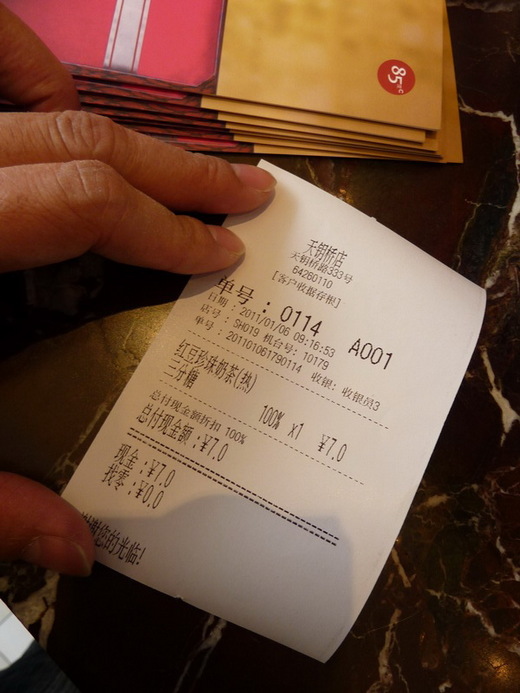 85°C
天钥桥店
天钥桥路333号
64260110
[客户收据存根]
单号：0114 A001
日期：2011/01/06 09:16:53
店号：SH019 机台号：10179
单号：201101061790114 收银：收银员3
红豆珍珠奶茶(热)
三分糖 100% x1 ¥7.0
总付现金额折扣 100%
总付现金额：¥7.0
现金：¥7.0
找零：¥0.0
谢您的光临!